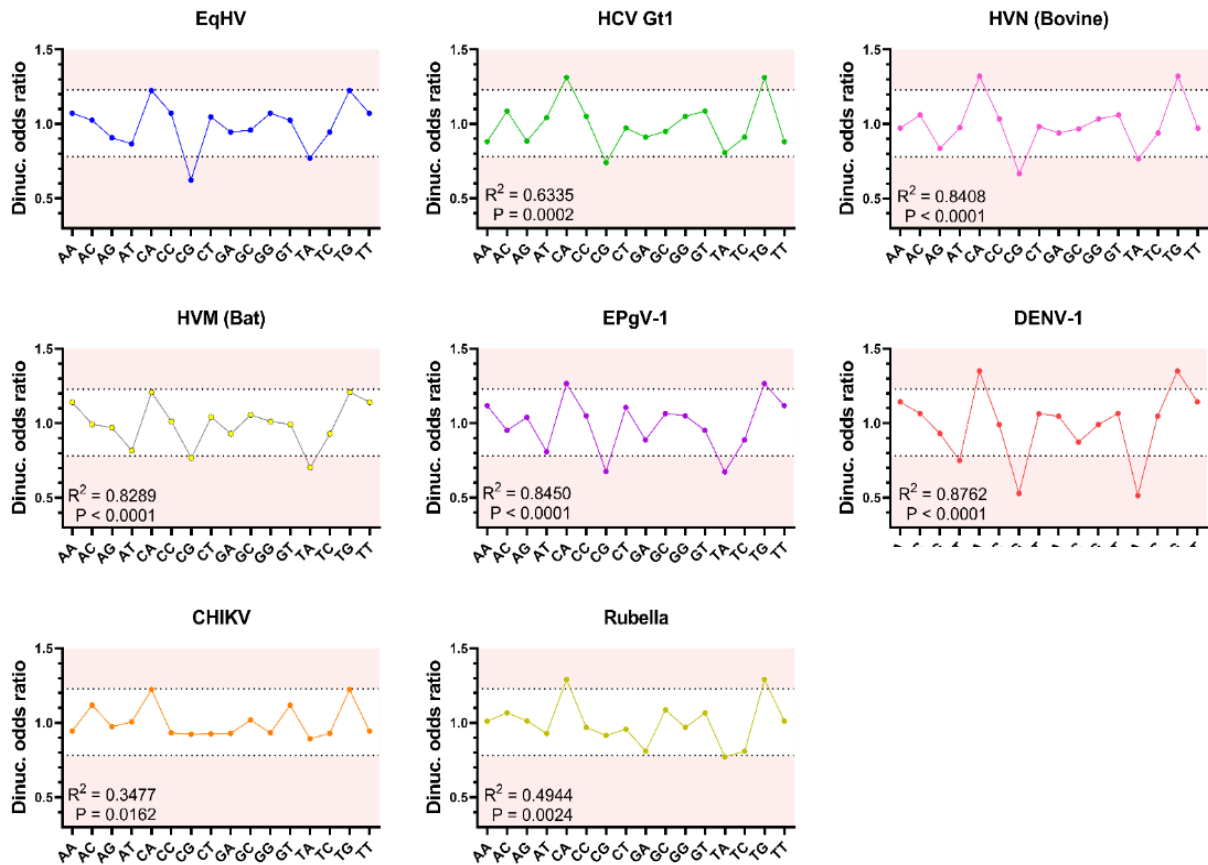 EqHV
HCV Gt1
HVN (Bovine)
Dinuc. odds ratio
1.5
1.0
0.5
AA AC AG AT CA CC CG CT GA GC GG GT TA TC TG TT
Dinuc. odds ratio
1.5
1.0
0.5
R² = 0.6335
P = 0.0002
AA AC AG AT CA CC CG CT GA GC GG GT TA TC TG TT
Dinuc. odds ratio
1.5
1.0
0.5
R² = 0.8408
P < 0.0001
AA AC AG AT CA CC CG CT GA GC GG GT TA TC TG TT
HVM (Bat)
EPgV-1
DENV-1
Dinuc. odds ratio
1.5
1.0
0.5
R² = 0.8289
P < 0.0001
AA AC AG AT CA CC CG CT GA GC GG GT TA TC TG TT
Dinuc. odds ratio
1.5
1.0
0.5
R² = 0.8450
P < 0.0001
AA AC AG AT CA CC CG CT GA GC GG GT TA TC TG TT
Dinuc. odds ratio
1.5
1.0
0.5
R² = 0.8762
P < 0.0001
CHIKV
Rubella
Dinuc. odds ratio
1.5
1.0
0.5
R² = 0.3477
P = 0.0162
AA AC AG AT CA CC CG CT GA GC GG GT TA TC TG TT
Dinuc. odds ratio
1.5
1.0
0.5
R² = 0.4944
P = 0.0024
AA AC AG AT CA CC CG CT GA GC GG GT TA TC TG TT